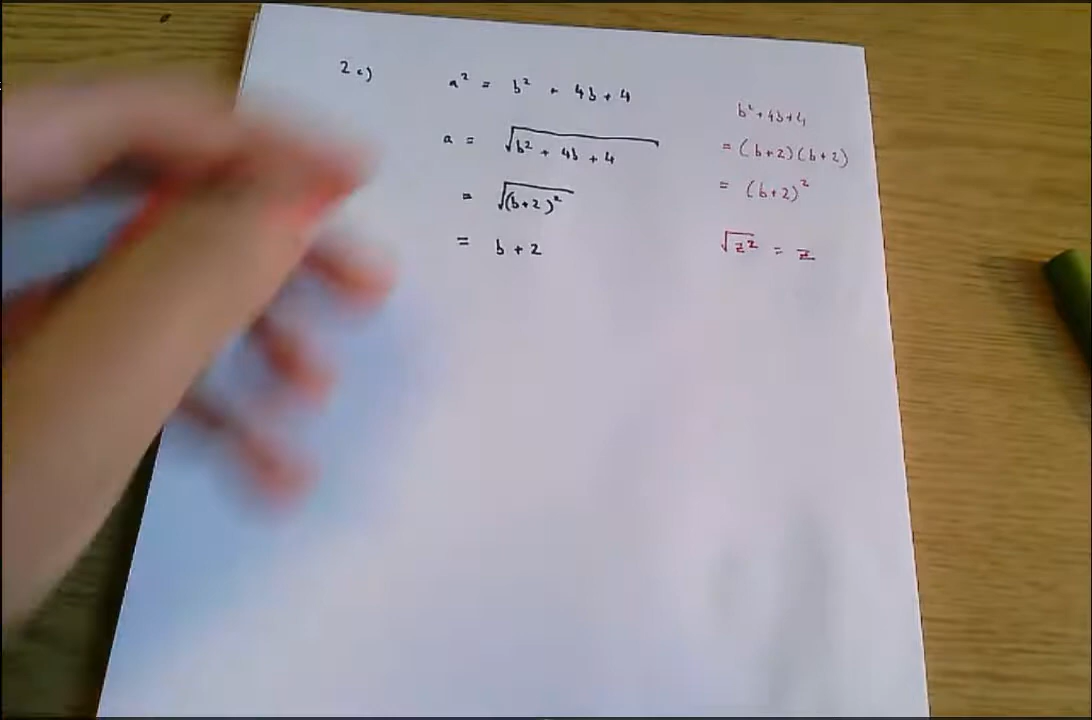 2c)
a² = b² + 4b + 4
a = √(b² + 4b + 4)
= √(b+2)²
= b + 2
b² + 4b + 4
= (b+2)(b+2)
= (b+2)²
√z² = z